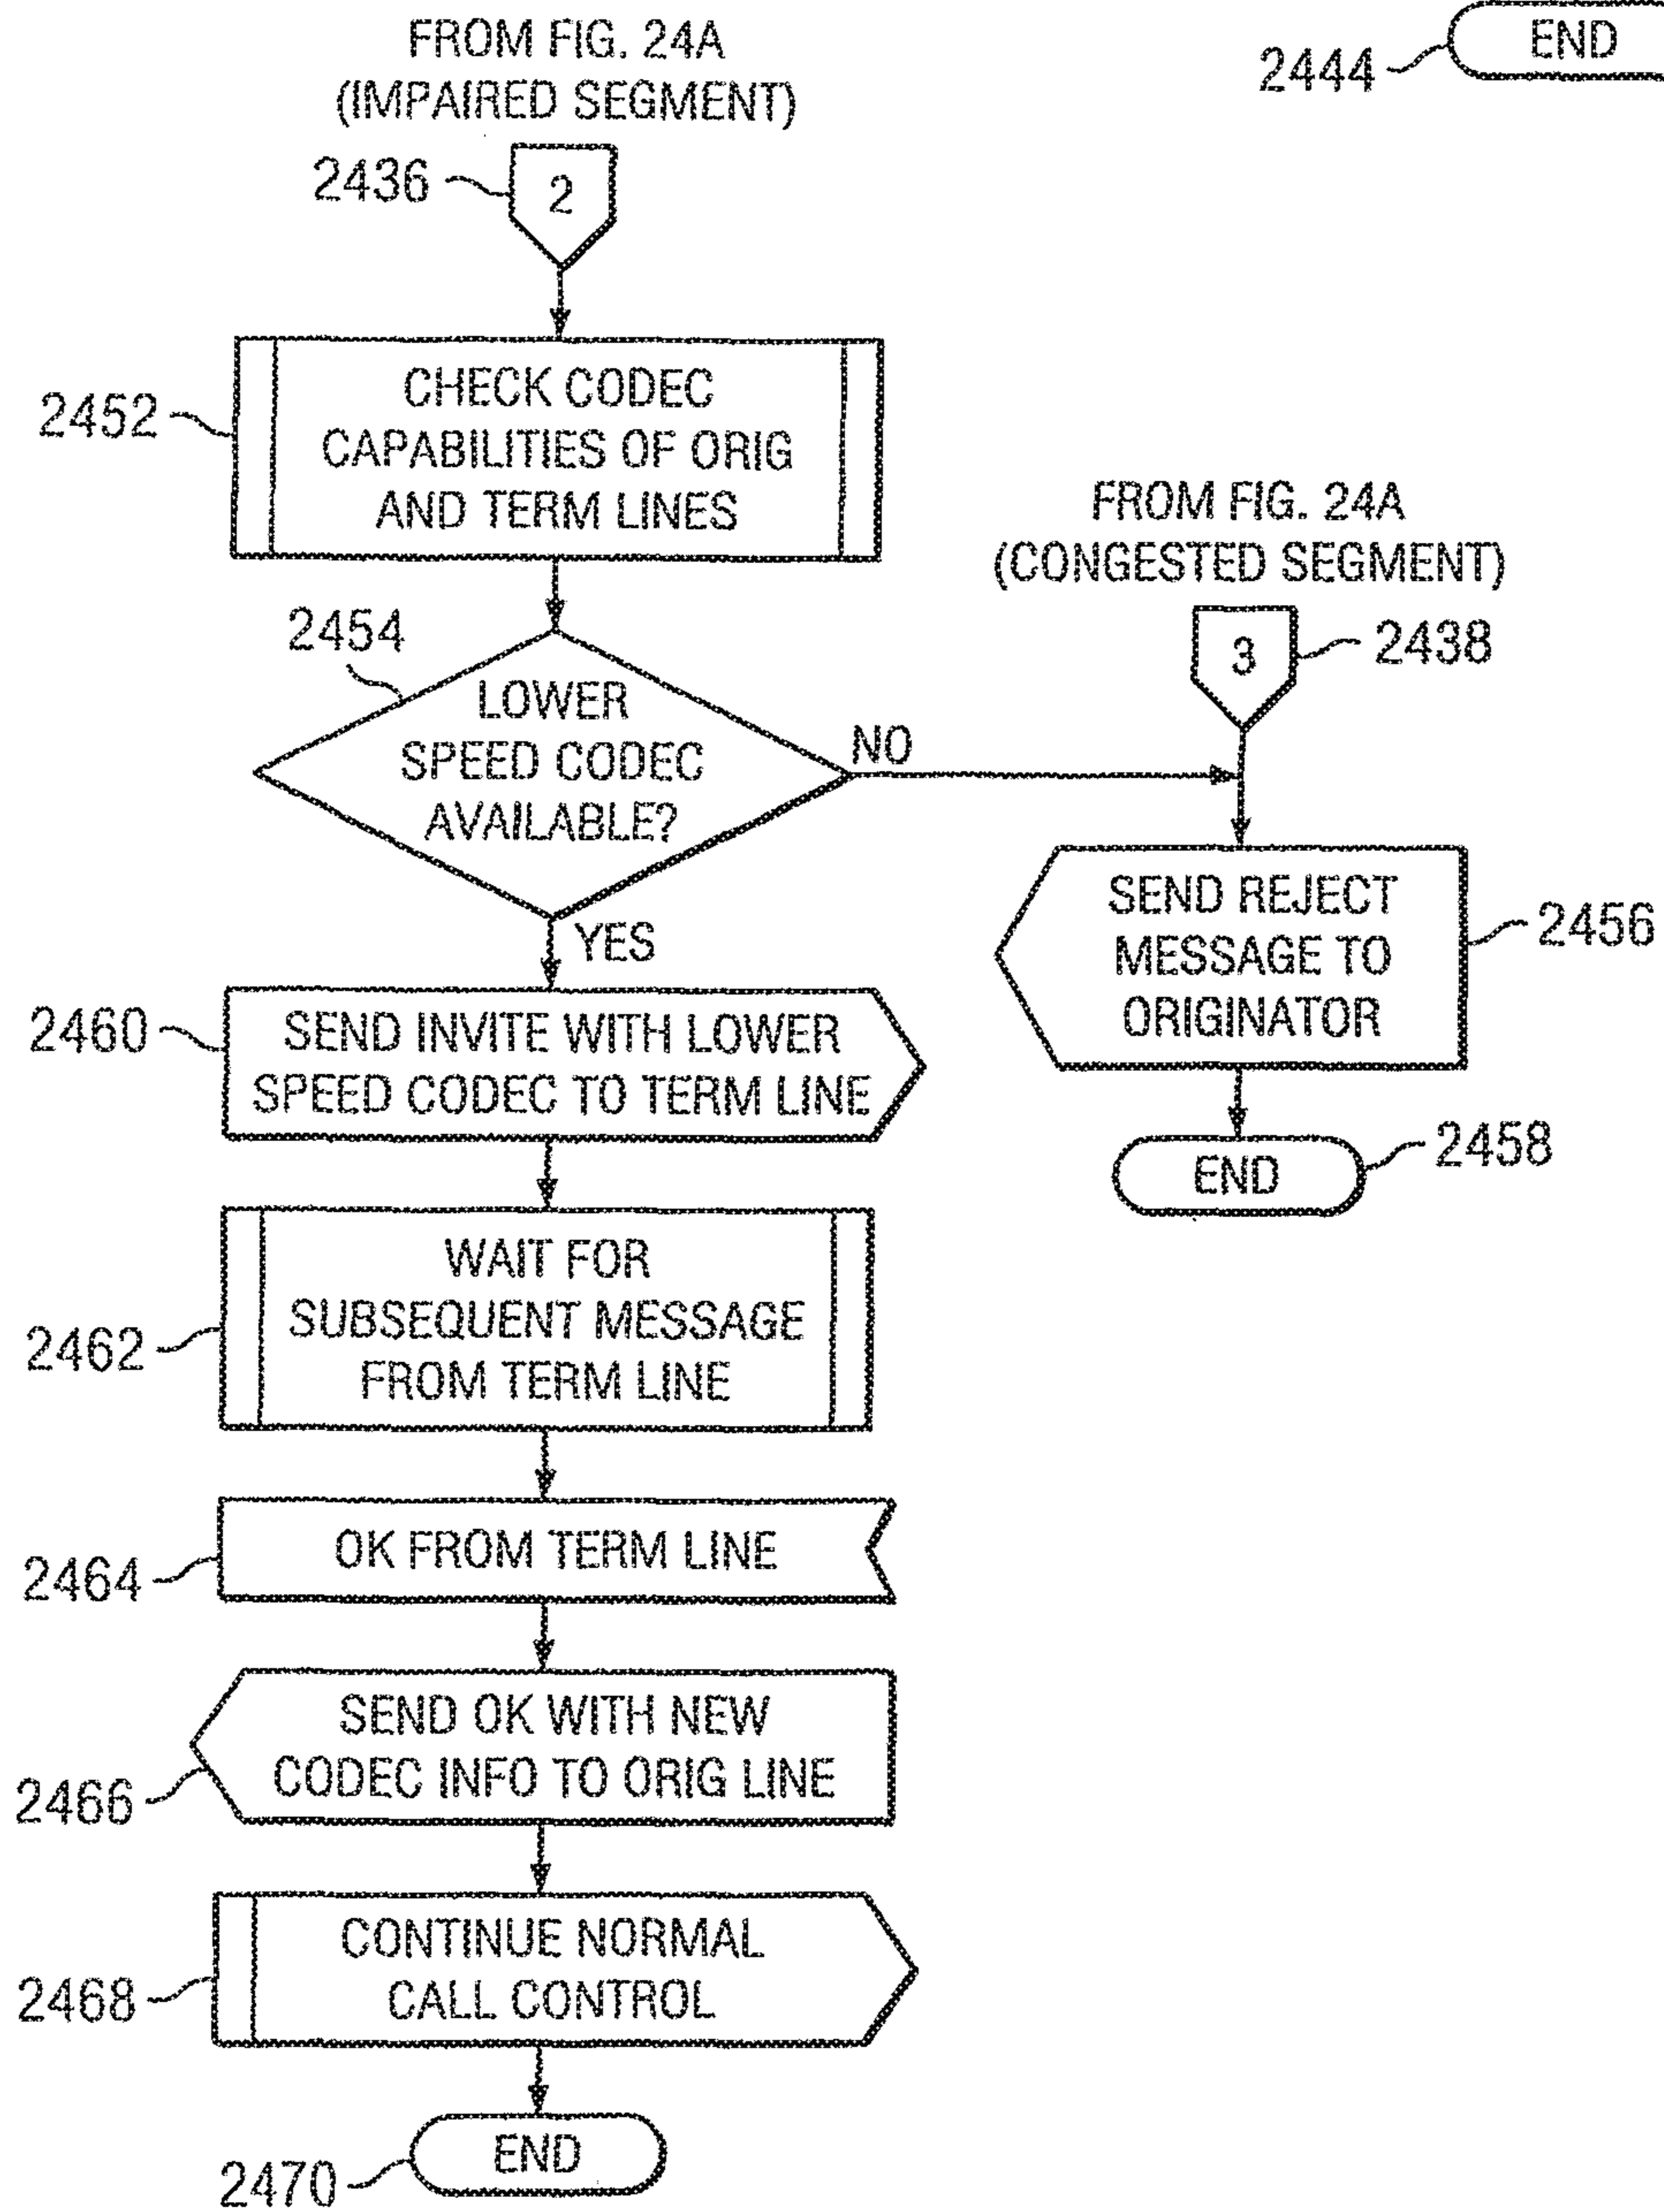 2444
END
FROM FIG. 24A
(IMPAIRED SEGMENT)
2436
2
2452
CHECK CODEC
CAPABILITIES OF ORIG
AND TERM LINES
FROM FIG. 24A
(CONGESTED SEGMENT)
3
2438
2454
LOWER
SPEED CODEC
AVAILABLE?
NO
YES
SEND REJECT
MESSAGE TO
ORIGINATOR
2456
END
2458
2460
SEND INVITE WITH LOWER
SPEED CODEC TO TERM LINE
2462
WAIT FOR
SUBSEQUENT MESSAGE
FROM TERM LINE
2464
OK FROM TERM LINE
2466
SEND OK WITH NEW
CODEC INFO TO ORIG LINE
2468
CONTINUE NORMAL
CALL CONTROL
2470
END